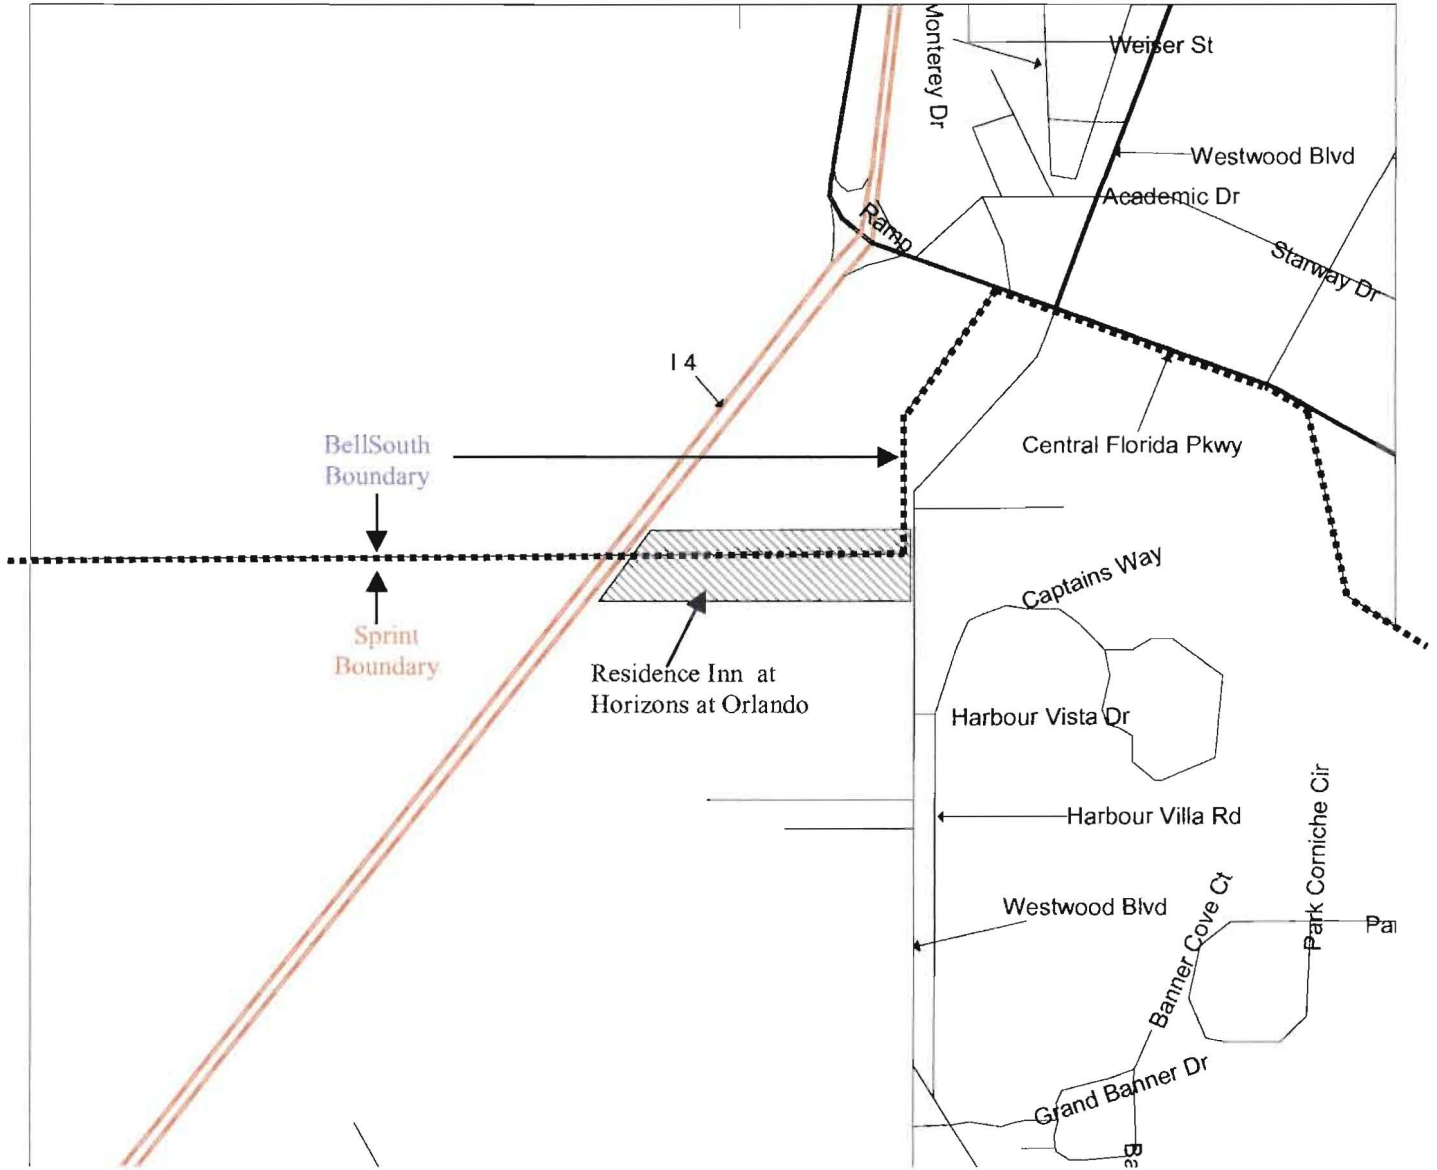 Monterey Dr
Weiser St
Westwood Blvd
Academic Dr
Ramp
Starway Dr
I 4
BellSouth
Boundary
Central Florida Pkwy
Captains Way
Sprint
Boundary
Residence Inn at
Horizons at Orlando
Harbour Vista Dr
Park Corniche Cir
Harbour Villa Rd
Banner Cove Ct
Westwood Blvd
Par
Grand Banner Dr
Ba